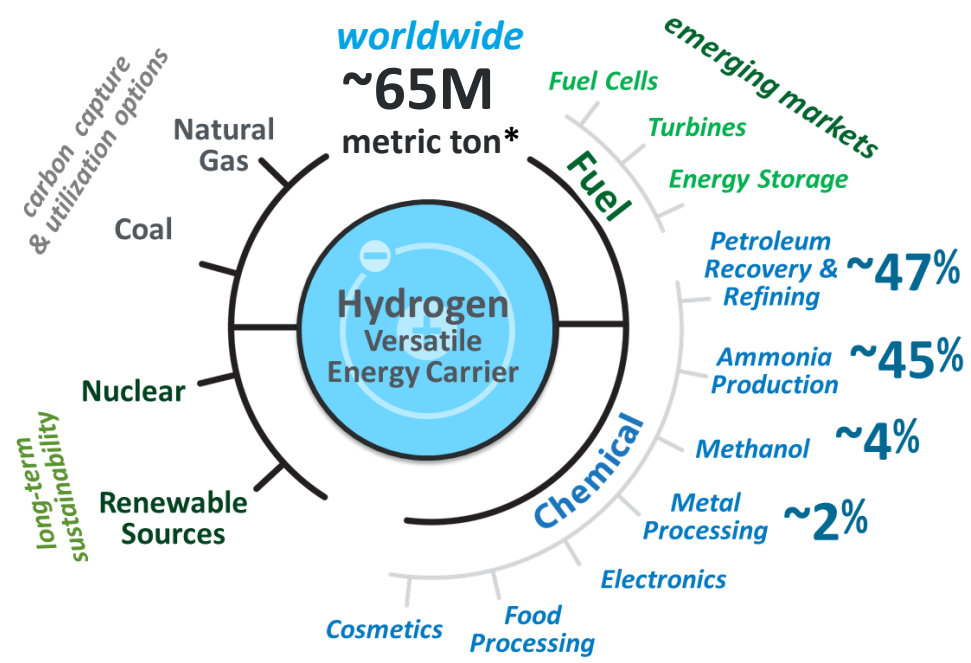 worldwide
~65M
metric ton*
carbon capture
& utilization options
Natural
Gas
Coal
Nuclear
Renewable
Sources
long-term
sustainability
Hydrogen
Versatile
Energy Carrier
emerging markets
Fuel
Fuel Cells
Turbines
Energy Storage
Chemical
Petroleum
Recovery &
Refining
~47%
Ammonia
Production
~45%
Methanol
~4%
Metal
Processing
~2%
Electronics
Food
Processing
Cosmetics